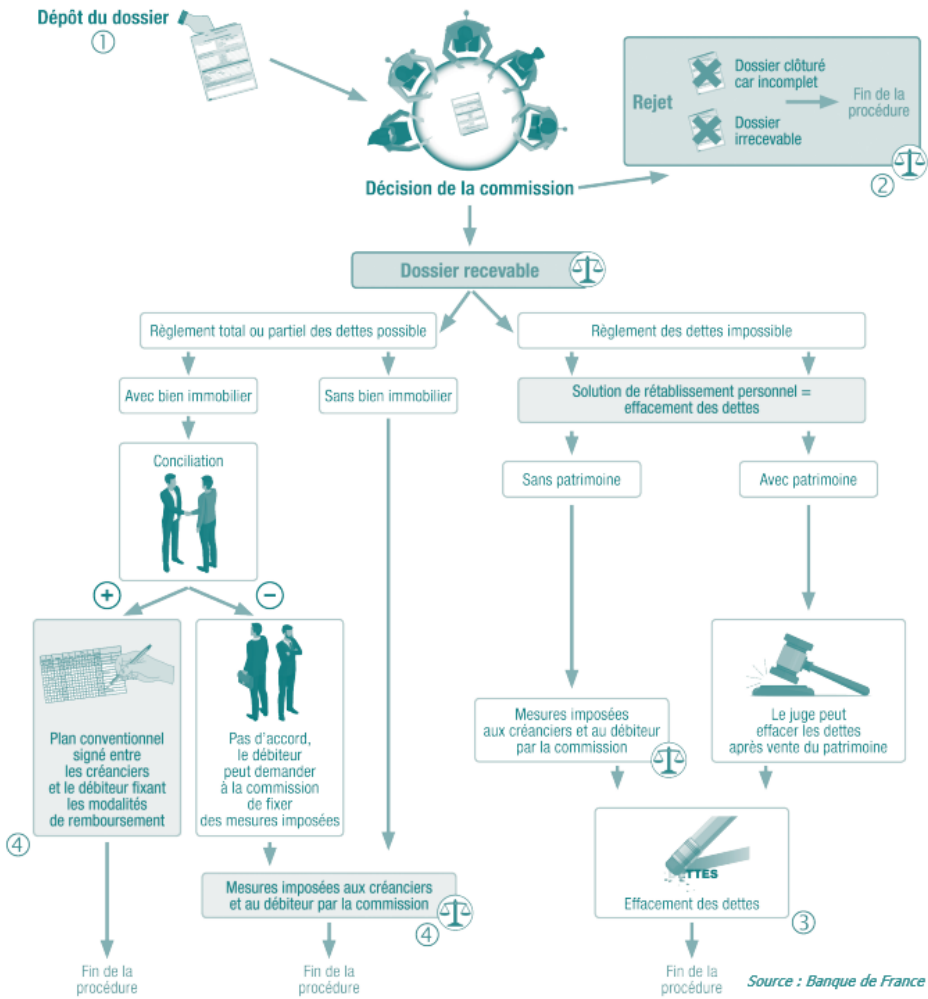 Dépôt du dossier
①
Rejet
Dossier clôturé
car incomplet
Dossier
irrecevable
Fin de la
procédure
②
Décision de la commission
Dossier recevable
Règlement total ou partiel des dettes possible
Règlement des dettes impossible
Avec bien immobilier
Sans bien immobilier
Solution de rétablissement personnel =
effacement des dettes
Conciliation
Sans patrimoine
Avec patrimoine
+
−
Plan conventionnel
signé entre
les créanciers
et le débiteur fixant
les modalités
de remboursement
④
Pas d'accord,
le débiteur
peut demander
à la commission
de fixer
des mesures imposées
Mesures imposées
aux créanciers et au débiteur
par la commission
Le juge peut
effacer les dettes
après vente du patrimoine
Mesures imposées aux créanciers
et au débiteur par la commission
④
TTES
Effacement des dettes
③
Fin de la
procédure
Fin de la
procédure
Fin de la
procédure
Source : Banque de France